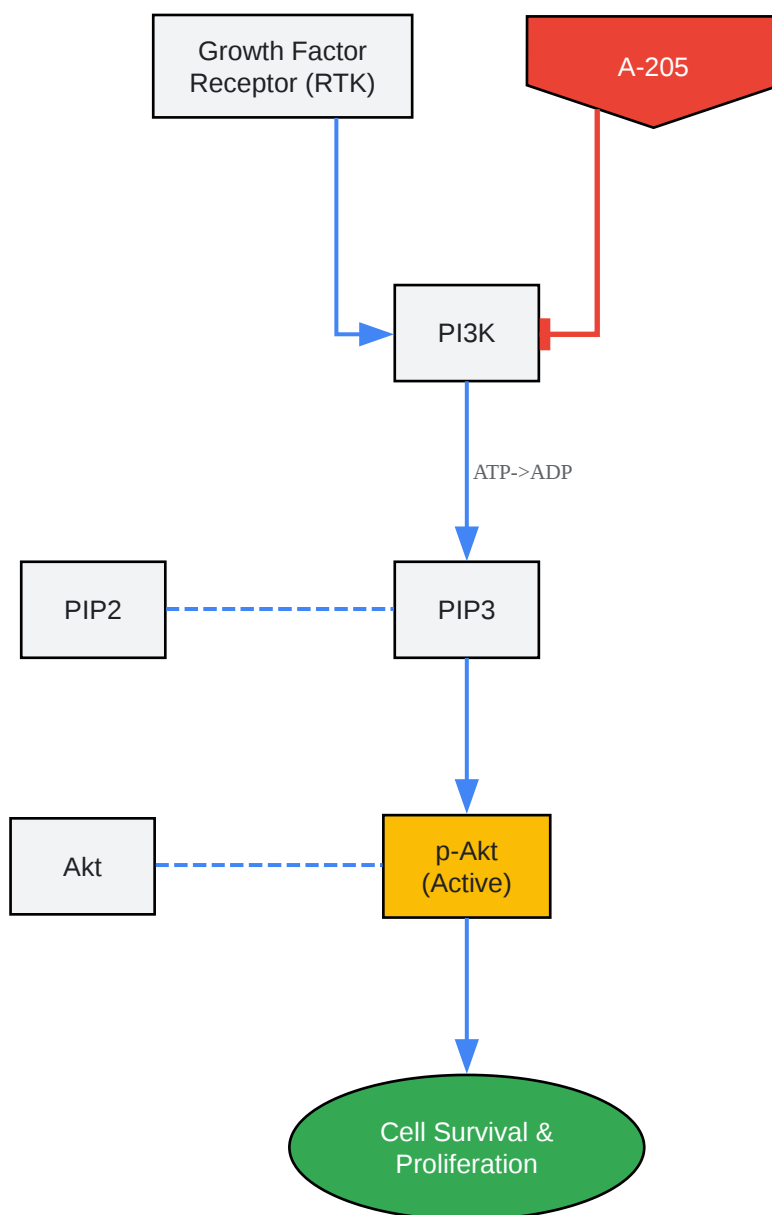 Growth Factor
Receptor (RTK)
A-205
PI3K
ATP->ADP
PIP2
PIP3
Akt
p-Akt
(Active)
Cell Survival &
Proliferation